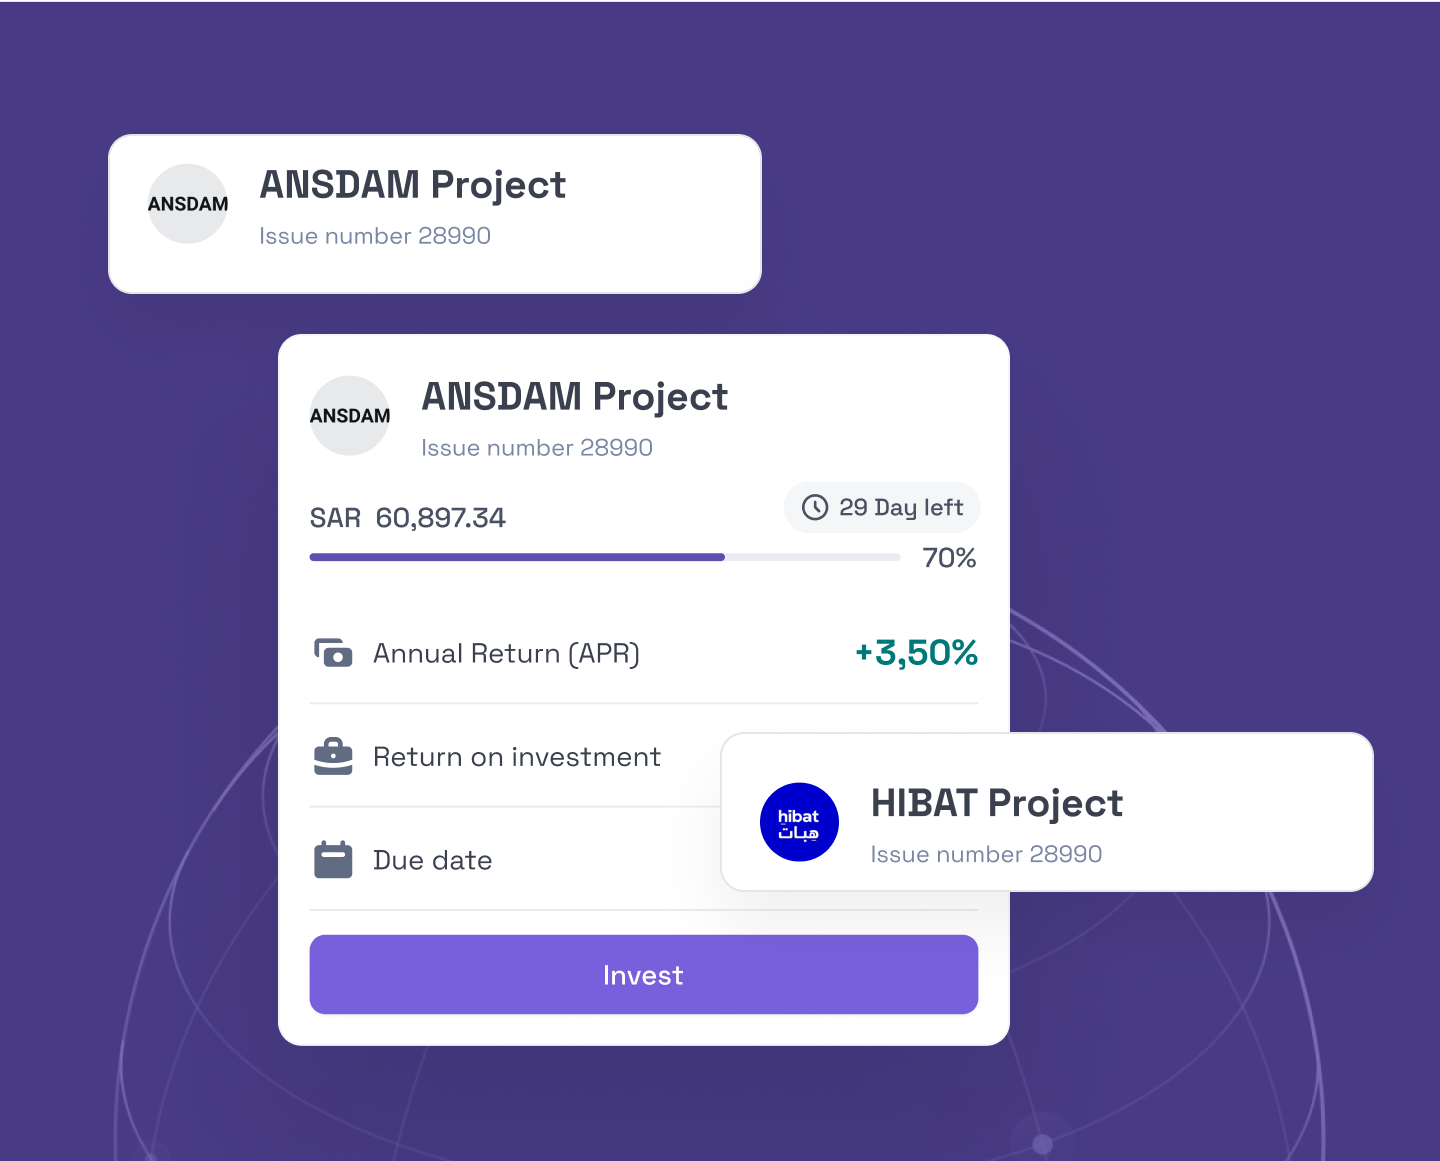 ANSDAM
ANSDAM Project
Issue number 28990
ANSDAM
ANSDAM Project
Issue number 28990
SAR 60,897.34
29 Day left
70%
Annual Return (APR)
+3,50%
Return on investment
hibat
هبات
HIBAT Project
Issue number 28990
Due date
Invest